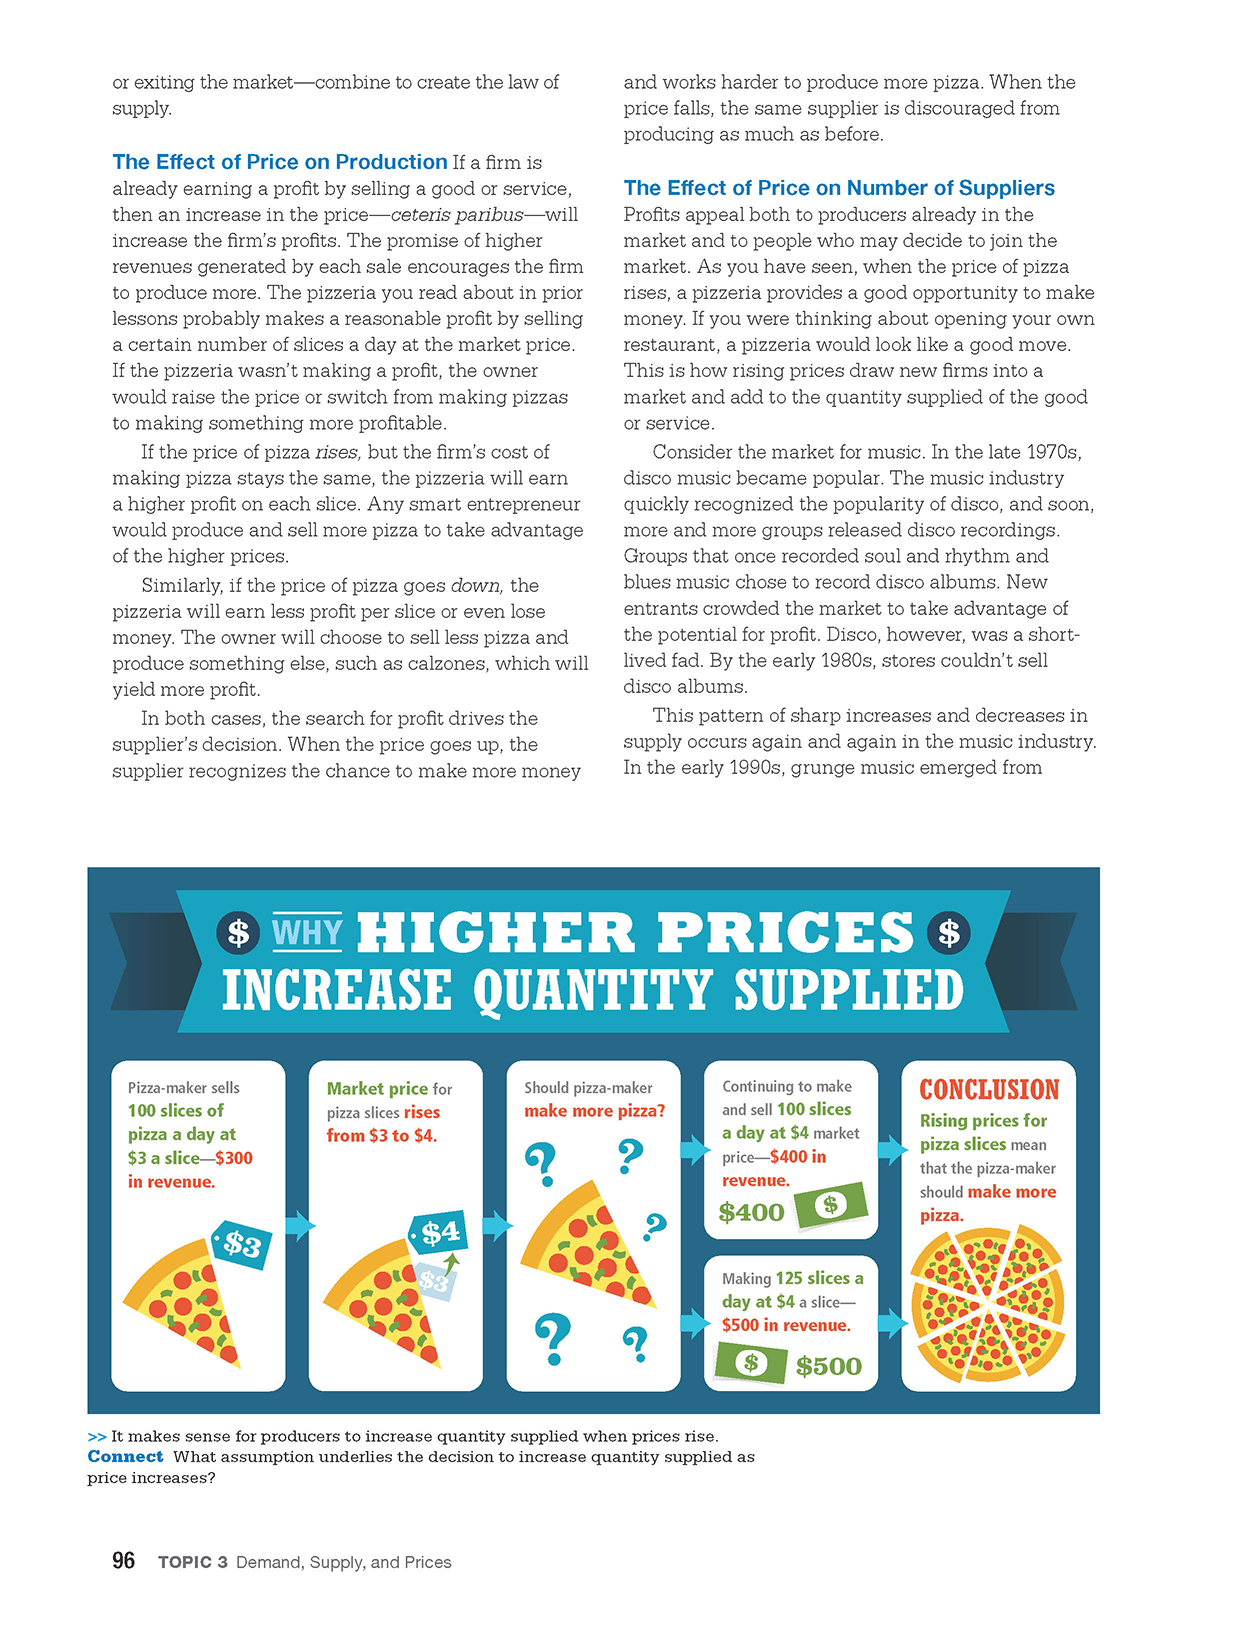 or exiting the market—combine to create the law of
supply.
The Effect of Price on Production If a firm is
already earning a profit by selling a good or service,
then an increase in the price—ceteris paribus—will
increase the firm's profits. The promise of higher
revenues generated by each sale encourages the firm
to produce more. The pizzeria you read about in prior
lessons probably makes a reasonable profit by selling
a certain number of slices a day at the market price.
If the pizzeria wasn't making a profit, the owner
would raise the price or switch from making pizzas
to making something more profitable.
If the price of pizza rises, but the firm's cost of
making pizza stays the same, the pizzeria will earn
a higher profit on each slice. Any smart entrepreneur
would produce and sell more pizza to take advantage
of the higher prices.
Similarly, if the price of pizza goes down, the
pizzeria will earn less profit per slice or even lose
money. The owner will choose to sell less pizza and
produce something else, such as calzones, which will
yield more profit.
In both cases, the search for profit drives the
supplier's decision. When the price goes up, the
supplier recognizes the chance to make more money
and works harder to produce more pizza. When the
price falls, the same supplier is discouraged from
producing as much as before.
The Effect of Price on Number of Suppliers
Profits appeal both to producers already in the
market and to people who may decide to join the
market. As you have seen, when the price of pizza
rises, a pizzeria provides a good opportunity to make
money. If you were thinking about opening your own
restaurant, a pizzeria would look like a good move.
This is how rising prices draw new firms into a
market and add to the quantity supplied of the good
or service.
Consider the market for music. In the late 1970s,
disco music became popular. The music industry
quickly recognized the popularity of disco, and soon,
more and more groups released disco recordings.
Groups that once recorded soul and rhythm and
blues music chose to record disco albums. New
entrants crowded the market to take advantage of
the potential for profit. Disco, however, was a short-
lived fad. By the early 1980s, stores couldn't sell
disco albums.
This pattern of sharp increases and decreases in
supply occurs again and again in the music industry.
In the early 1990s, grunge music emerged from
$ WHY HIGHER PRICES $
INCREASE QUANTITY SUPPLIED
Pizza-maker sells
100 slices of
pizza a day at
$3 a slice—$300
in revenue.
$3
Market price for
pizza slices rises
from $3 to $4.
$4
$3
Should pizza-maker
make more pizza?
? ?
?
? ?
Continuing to make
and sell 100 slices
a day at $4 market
price—$400 in
revenue.
$400 $
Making 125 slices a
day at $4 a slice—
$500 in revenue.
$ $500
CONCLUSION
Rising prices for
pizza slices mean
that the pizza-maker
should make more
pizza.
>> It makes sense for producers to increase quantity supplied when prices rise.
Connect What assumption underlies the decision to increase quantity supplied as
price increases?
96 TOPIC 3 Demand, Supply, and Prices